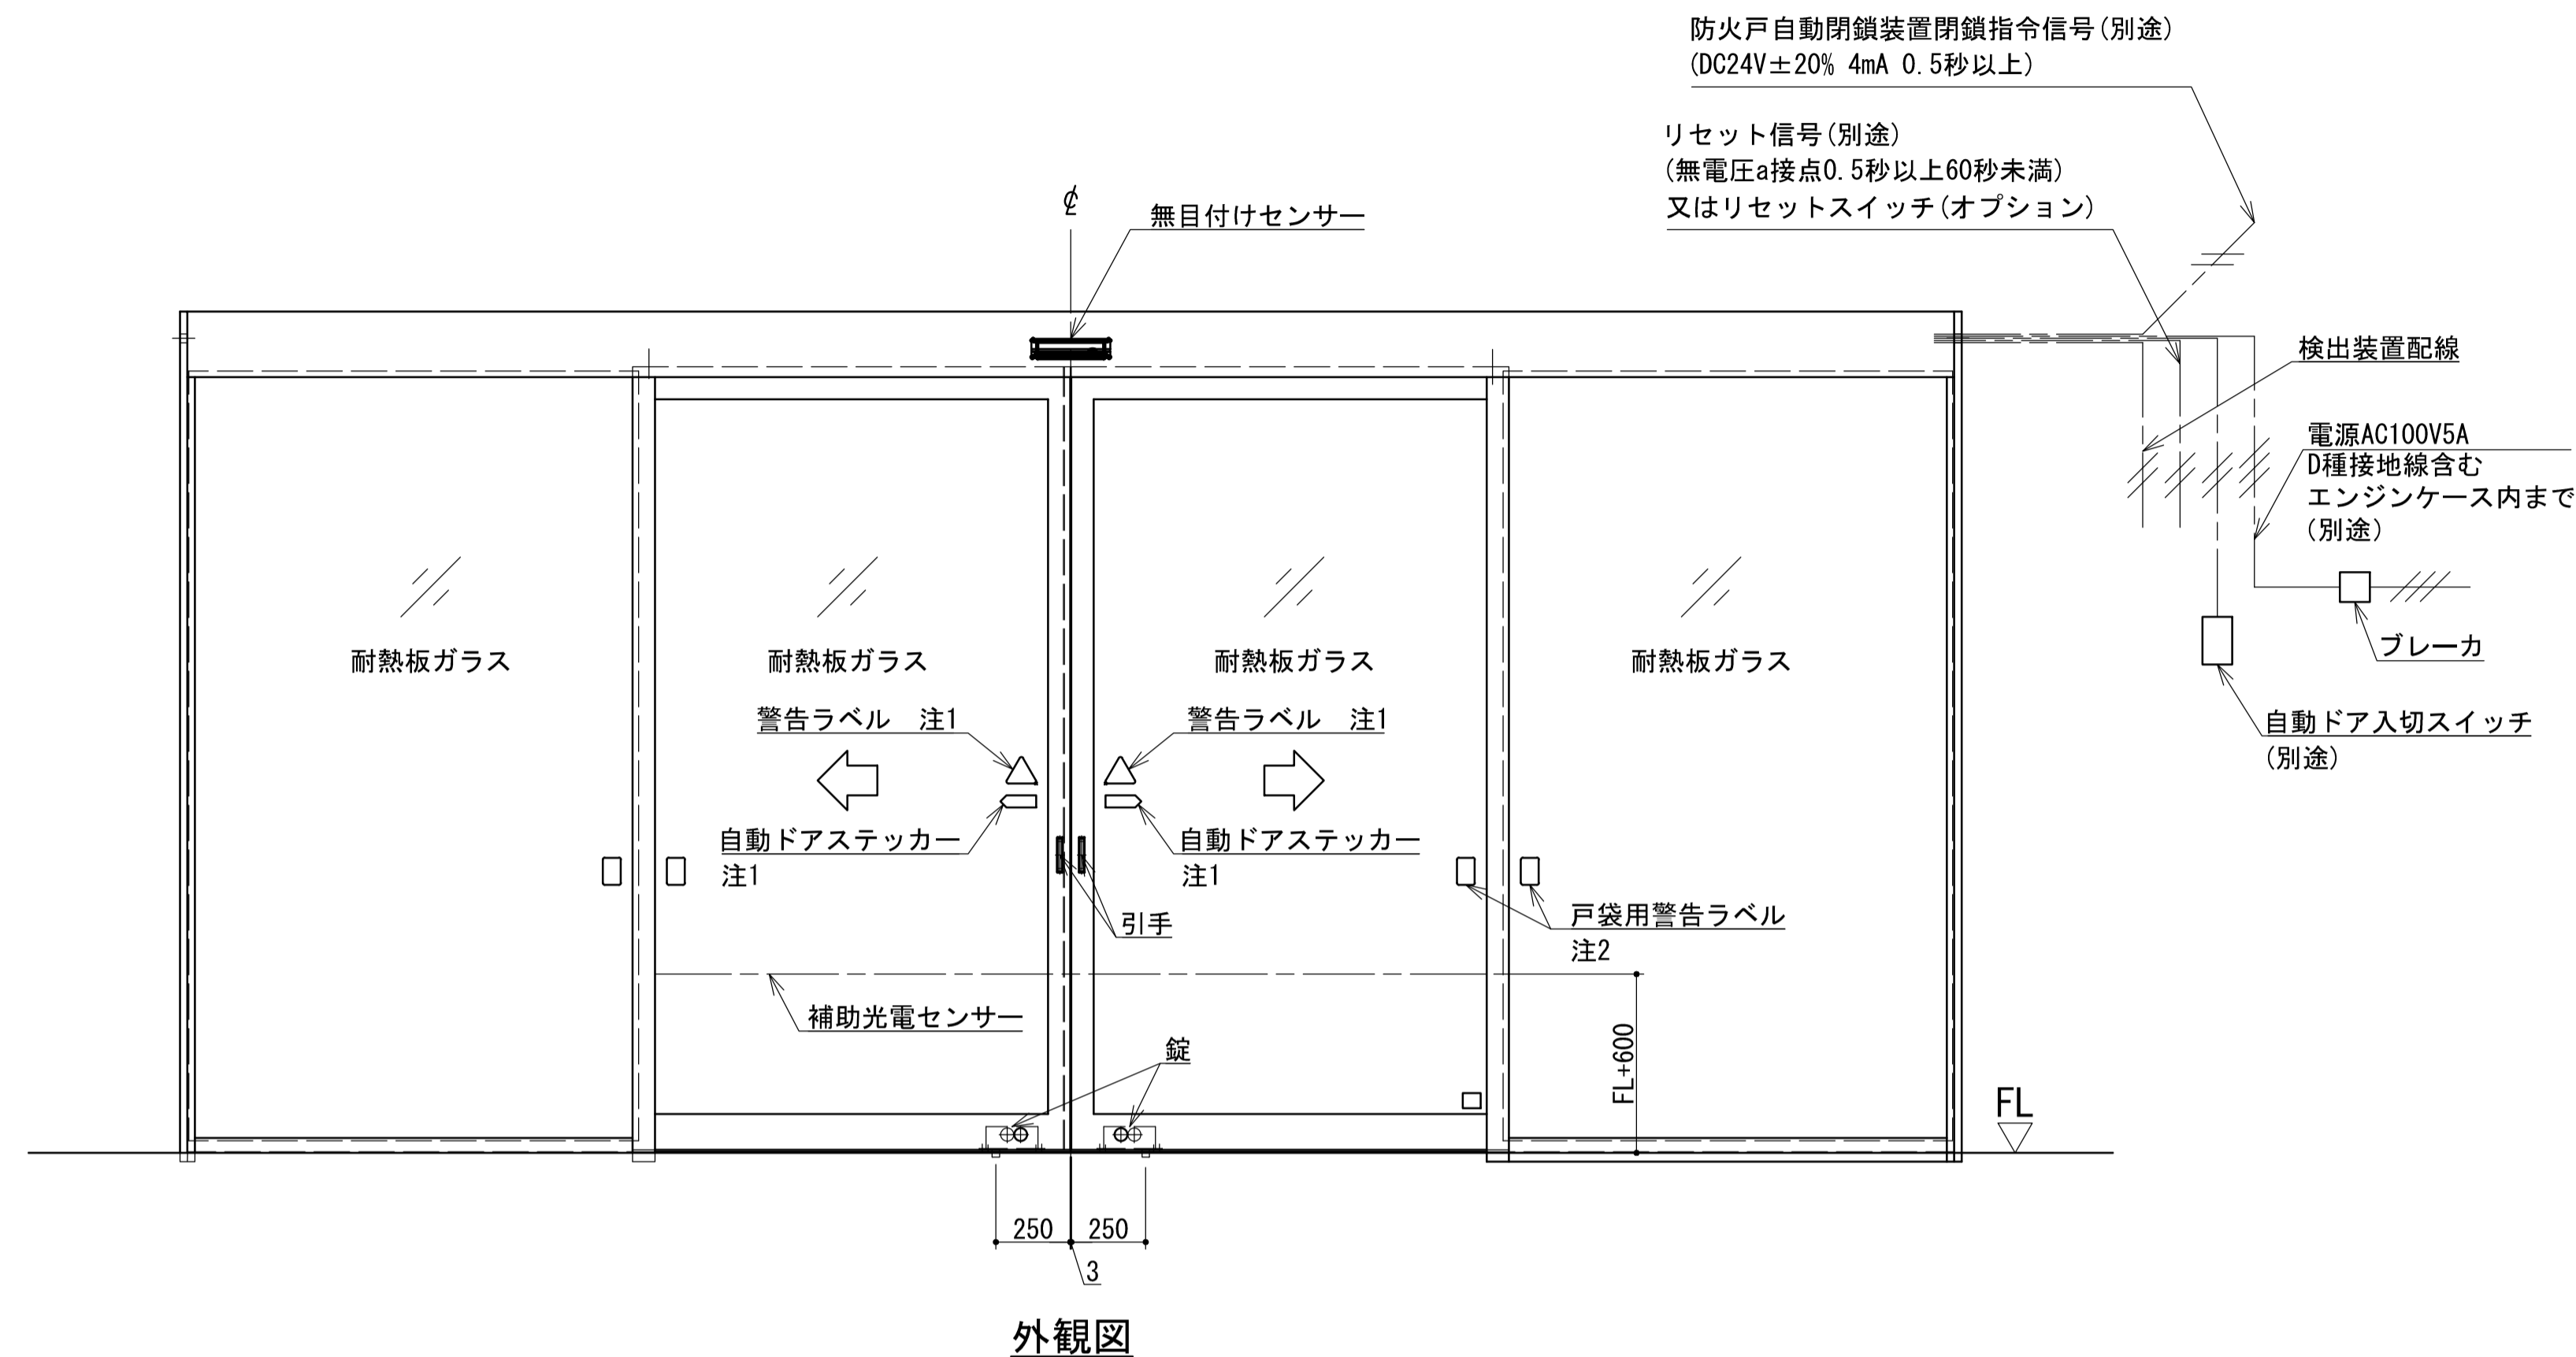 防火戸自動閉鎖装置閉鎖指令信号(別途)
(DC24V±20% 4mA 0.5秒以上)
リセット信号(別途)
(無電圧a接点0.5秒以上60秒未満)
又はリセットスイッチ(オプション)
℄
無目付けセンサー
検出装置配線
電源AC100V5A
D種接地線含む
エンジンケース内まで
(別途)
ブレーカ
自動ドア入切スイッチ
(別途)
耐熱板ガラス
耐熱板ガラス
耐熱板ガラス
耐熱板ガラス
警告ラベル 注1
警告ラベル 注1
自動ドアステッカー
注1
自動ドアステッカー
注1
引手
戸袋用警告ラベル
注2
補助光電センサー
錠
FL+600
FL
250
250
3
外観図